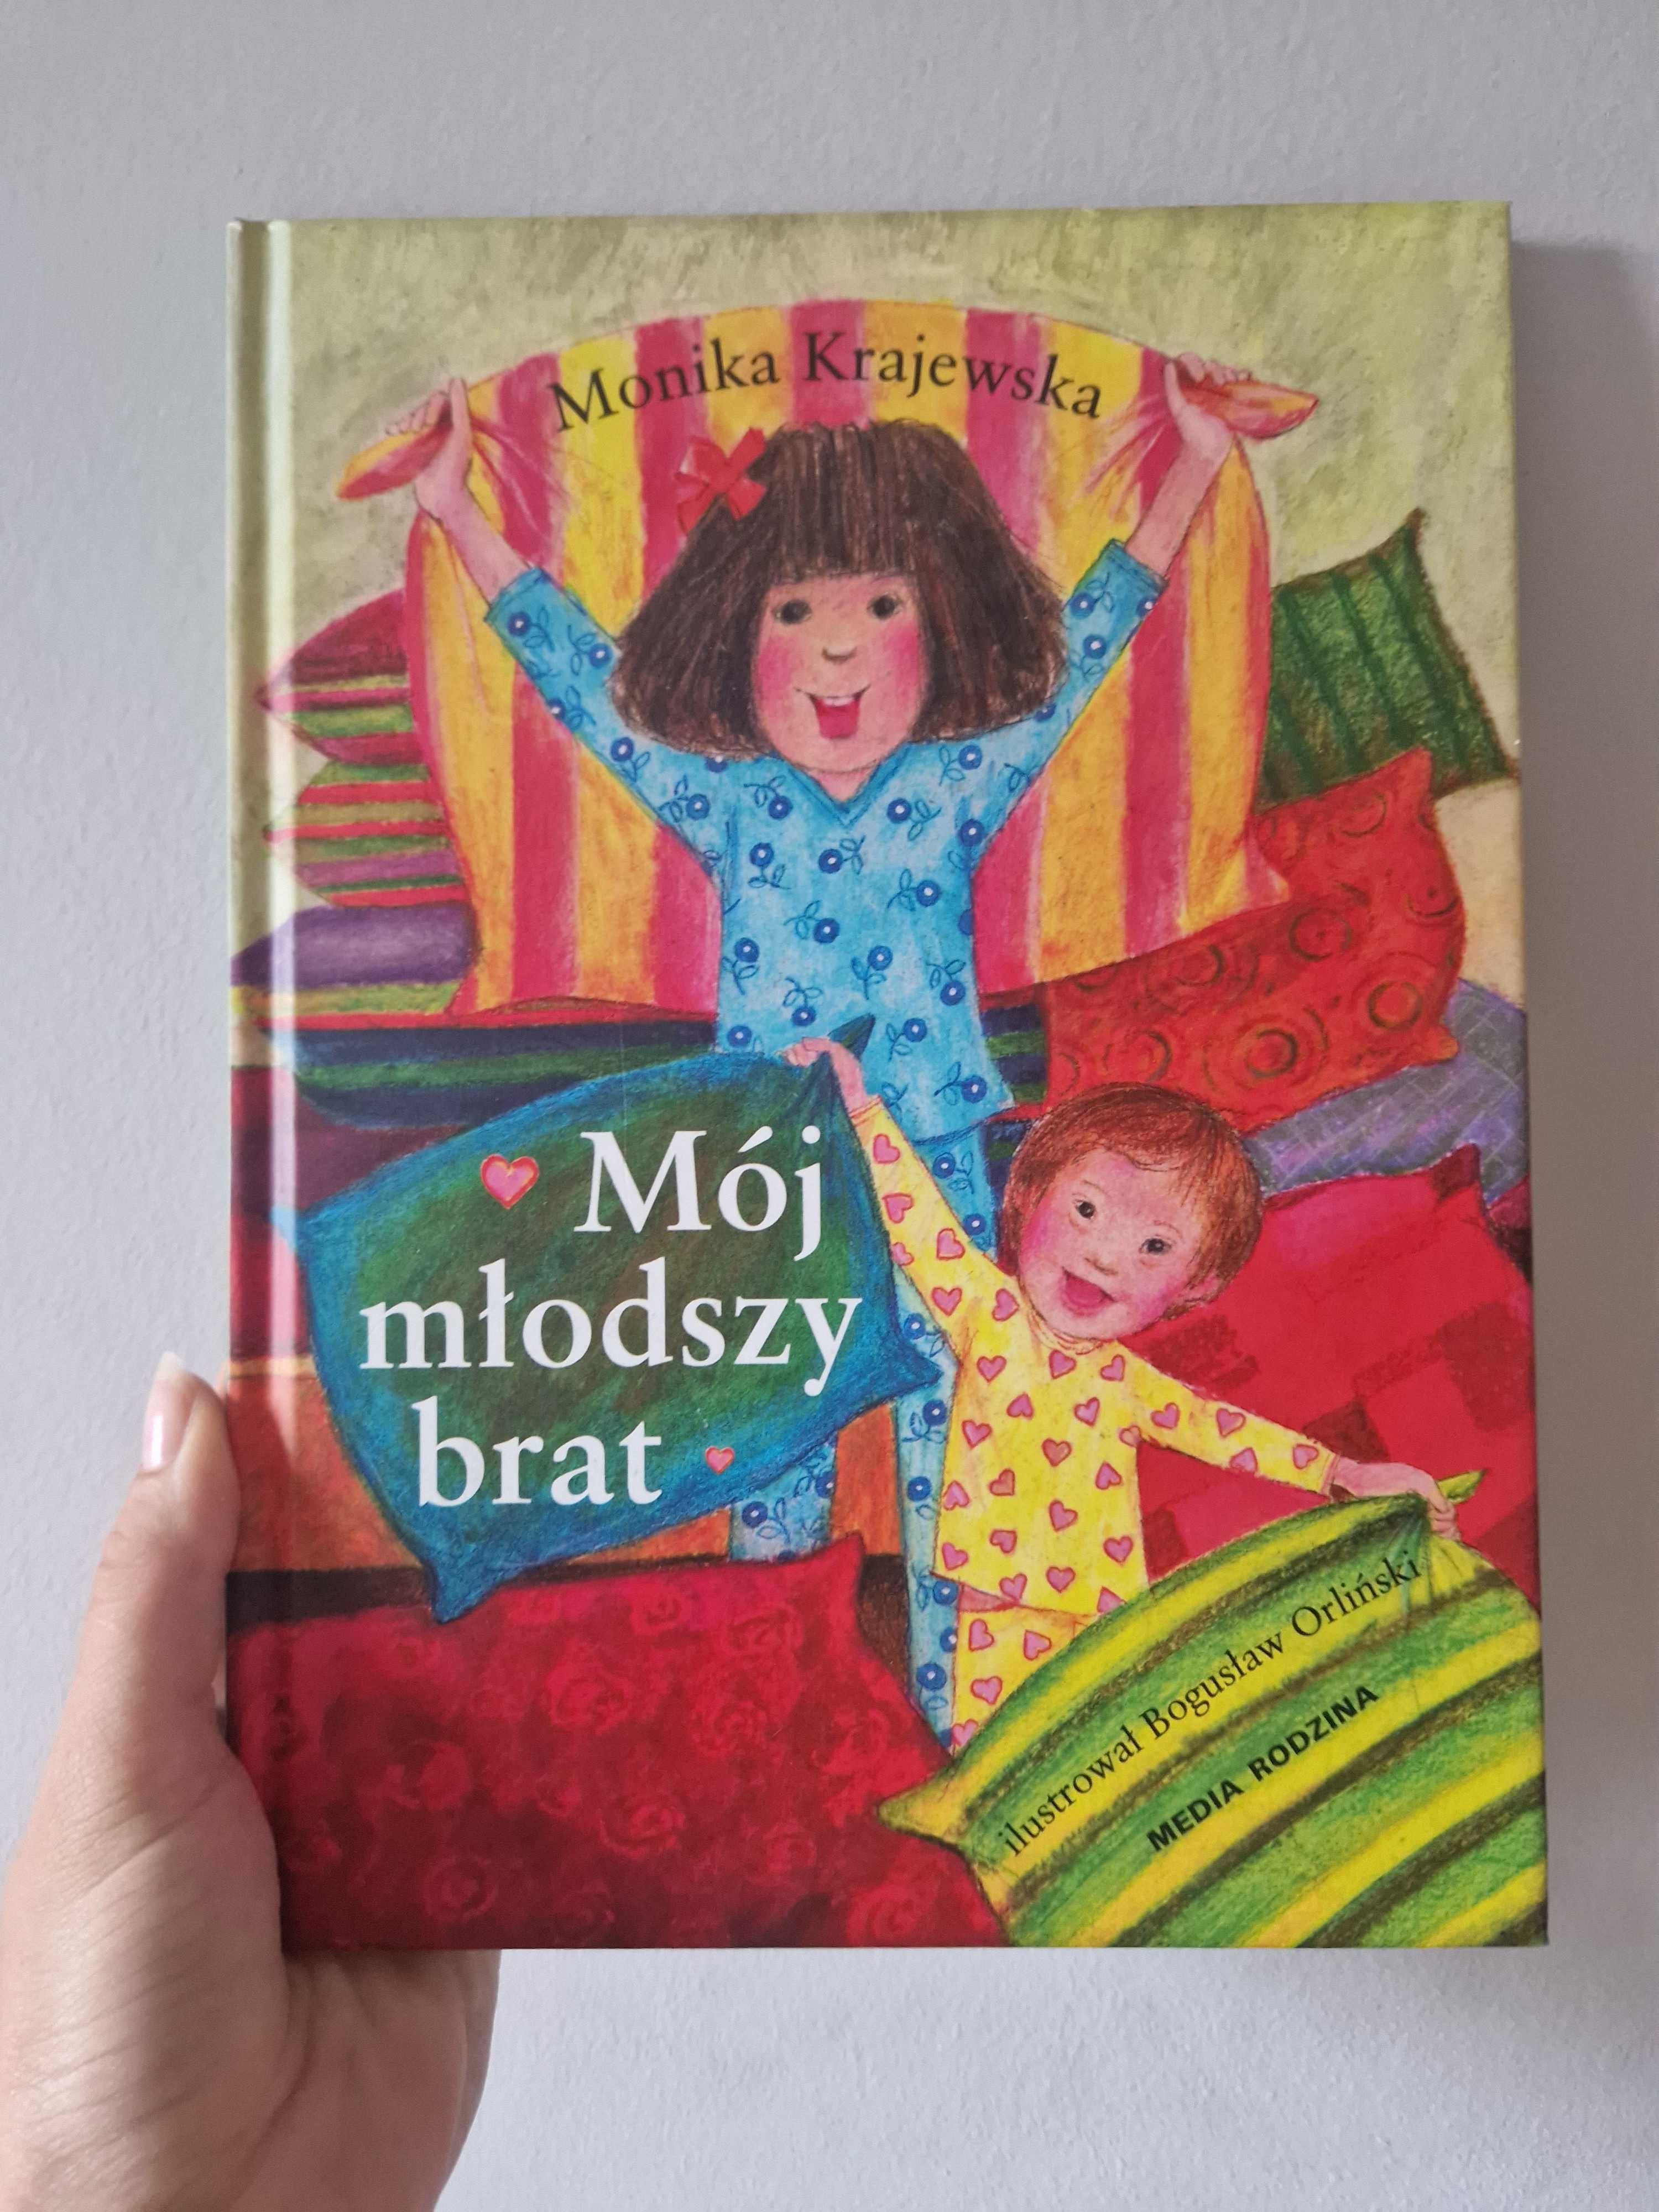 Monika Krajewska
Mój
młodszy
brat
ilustrował Bogusław Orliński
MEDIA RODZINA